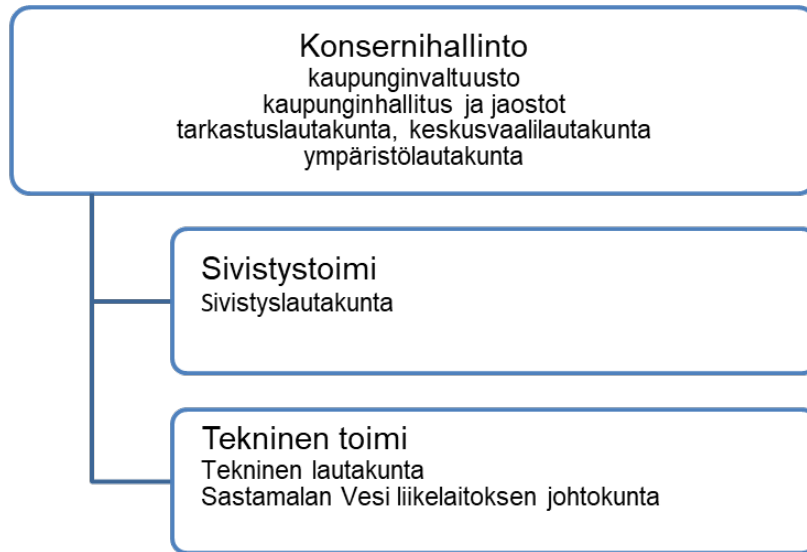 Konsernihallinto
kaupunginvaltuusto
kaupunginhallitus ja jaostot
tarkastuslautakunta, keskusvaalilautakunta
ympäristölautakunta
Sivistystoimi
Sivistyslautakunta
Tekninen toimi
Tekninen lautakunta
Sastamalan Vesi liikelaitoksen johtokunta